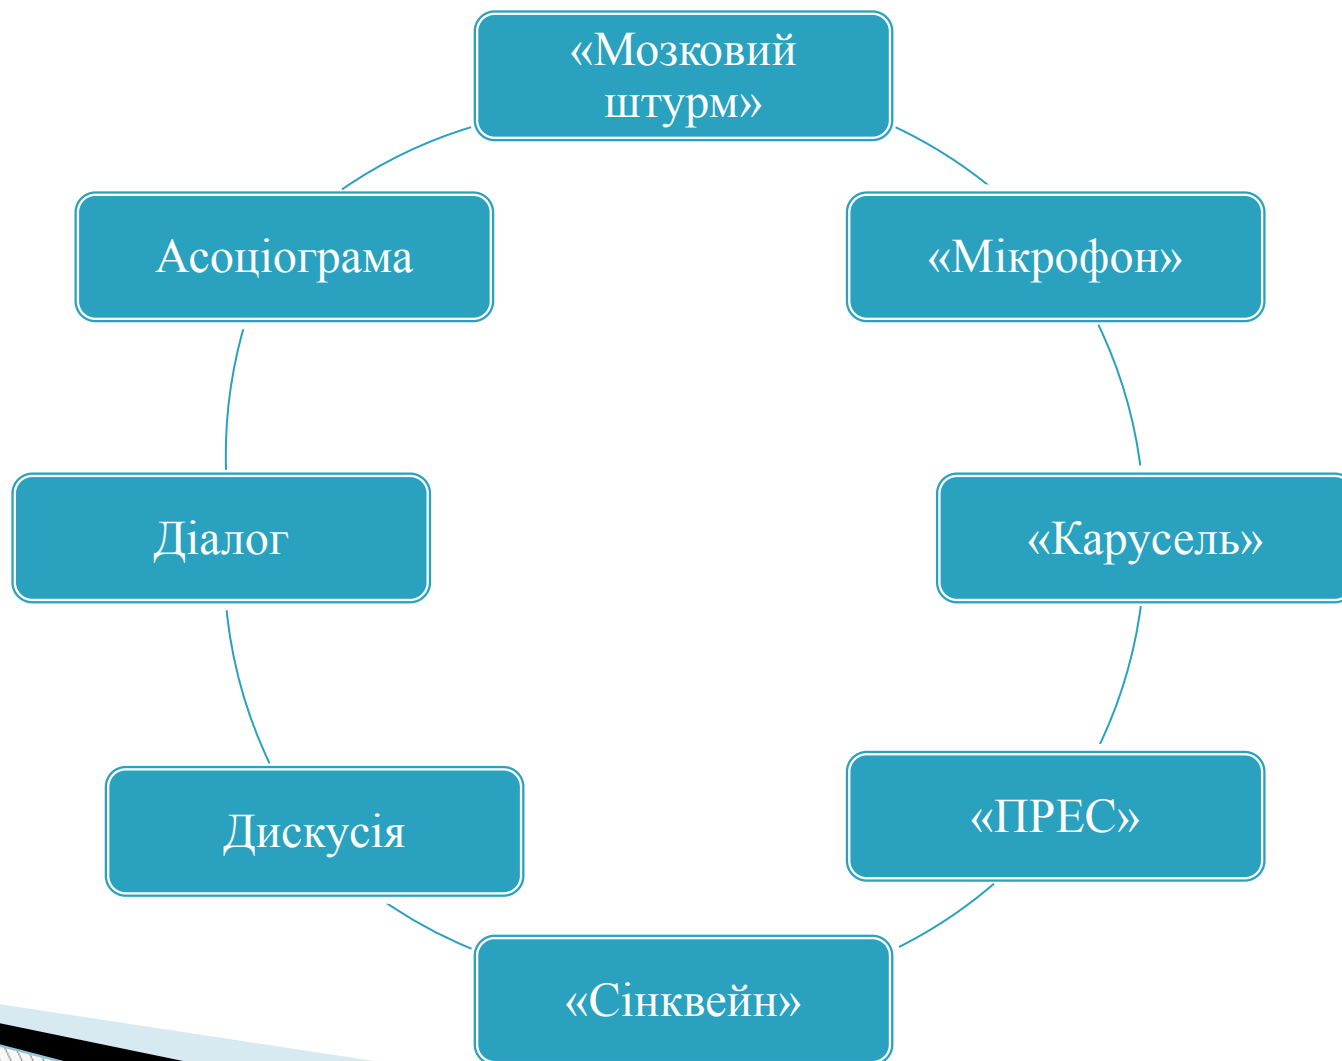 «Мозковий
штурм»
Асоціограма
«Мікрофон»
Діалог
«Карусель»
Дискусія
«ПРЕС»
«Сінквейн»